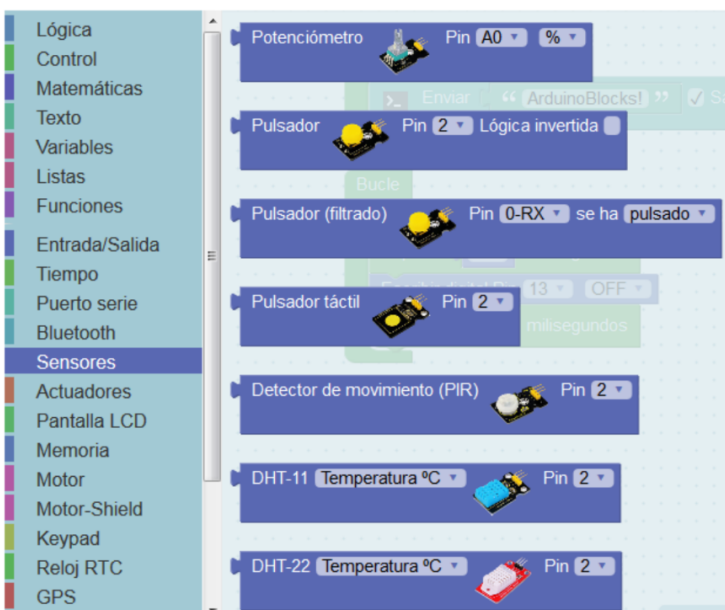 Lógica
Control
Matemáticas
Texto
Variables
Listas
Funciones
Entrada/Salida
Tiempo
Puerto serie
Bluetooth
Sensores
Actuadores
Pantalla LCD
Memoria
Motor
Motor-Shield
Keypad
Reloj RTC
GPS
Potenciómetro Pin A0 %
Enviar “ ArduinoBlocks! ”
Pulsador Pin 2 Lógica invertida
Bucle
Pulsador (filtrado) Pin 0-RX se ha pulsado
13 OFF
Pulsador táctil Pin 2
milisegundos
Detector de movimiento (PIR) Pin 2
DHT-11 Temperatura ºC Pin 2
DHT-22 Temperatura ºC Pin 2